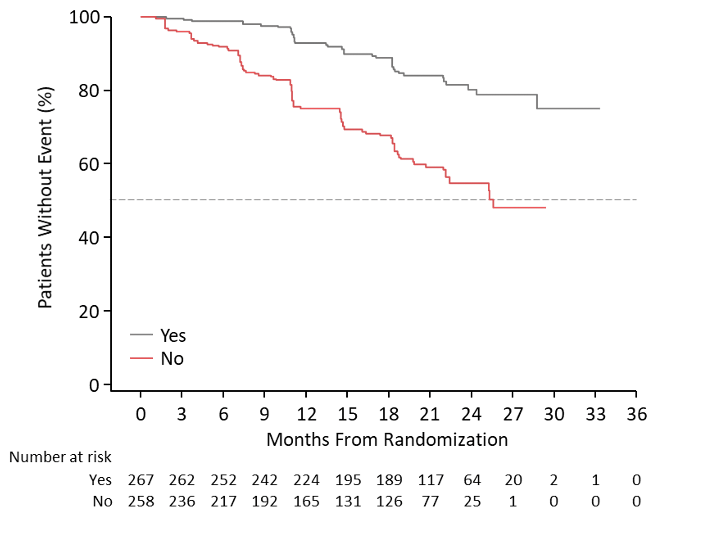 100
80
60
40
20
0
Patients Without Event (%)
Yes
No
0 3 6 9 12 15 18 21 24 27 30 33 36
Months From Randomization
Number at risk
Yes 267 262 252 242 224 195 189 117 64 20 2 1 0
No 258 236 217 192 165 131 126 77 25 1 0 0 0